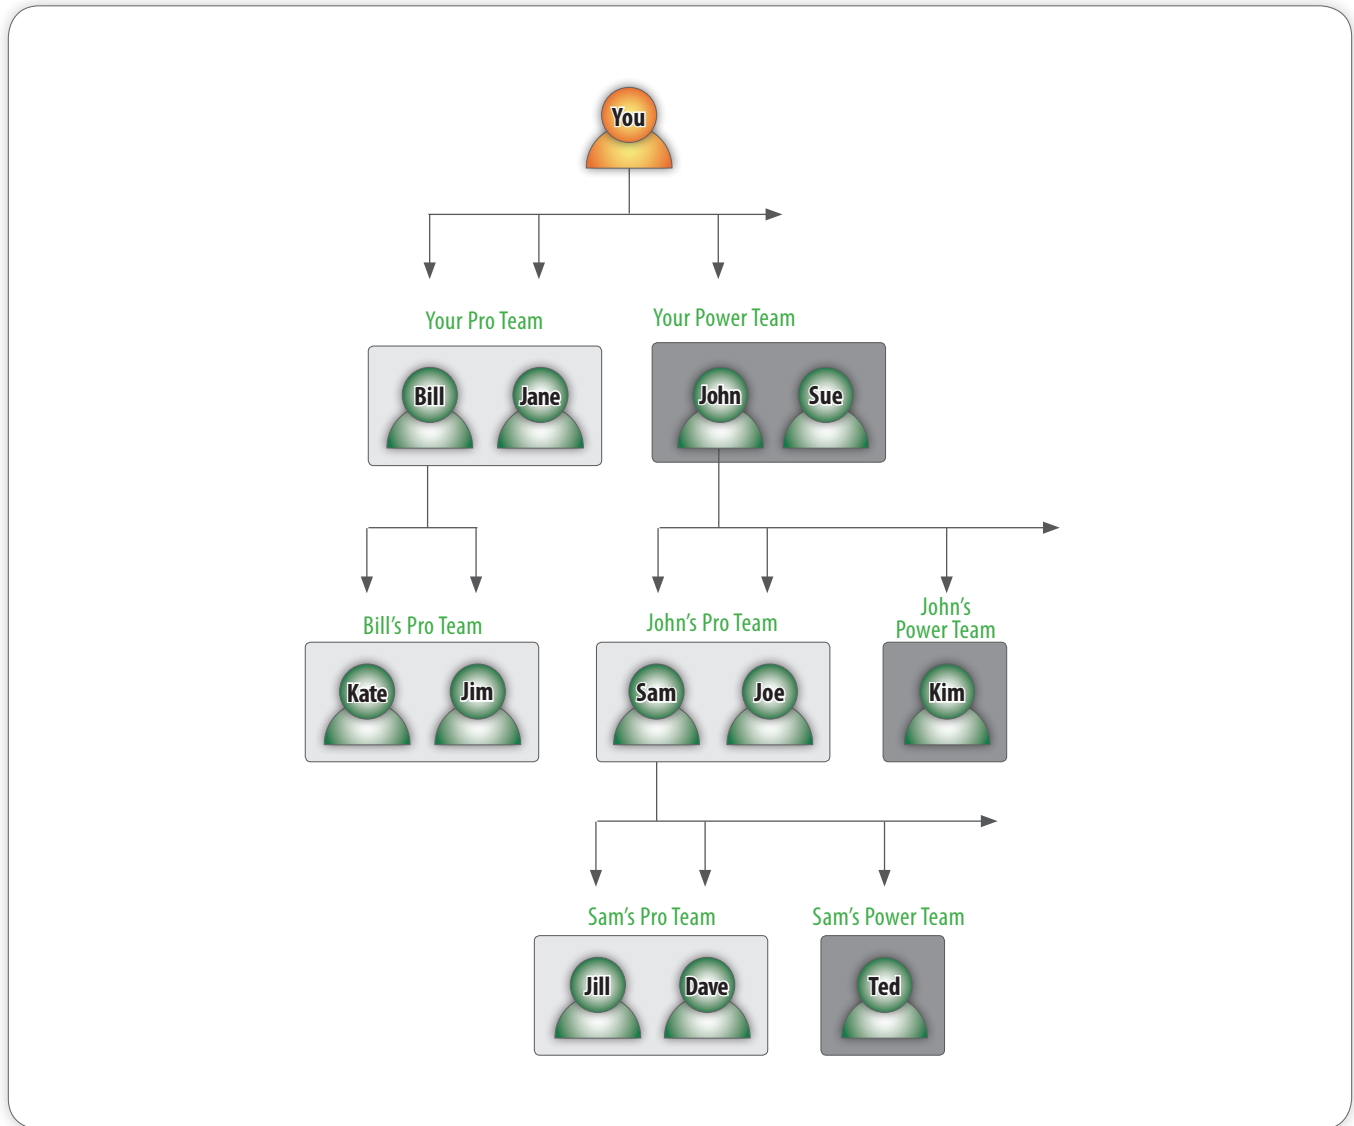 You
Your Pro Team
Your Power Team
Bill
Jane
John
Sue
Bill’s Pro Team
John’s Pro Team
John’s
Power Team
Kate
Jim
Sam
Joe
Kim
Sam’s Pro Team
Sam’s Power Team
Jill
Dave
Ted